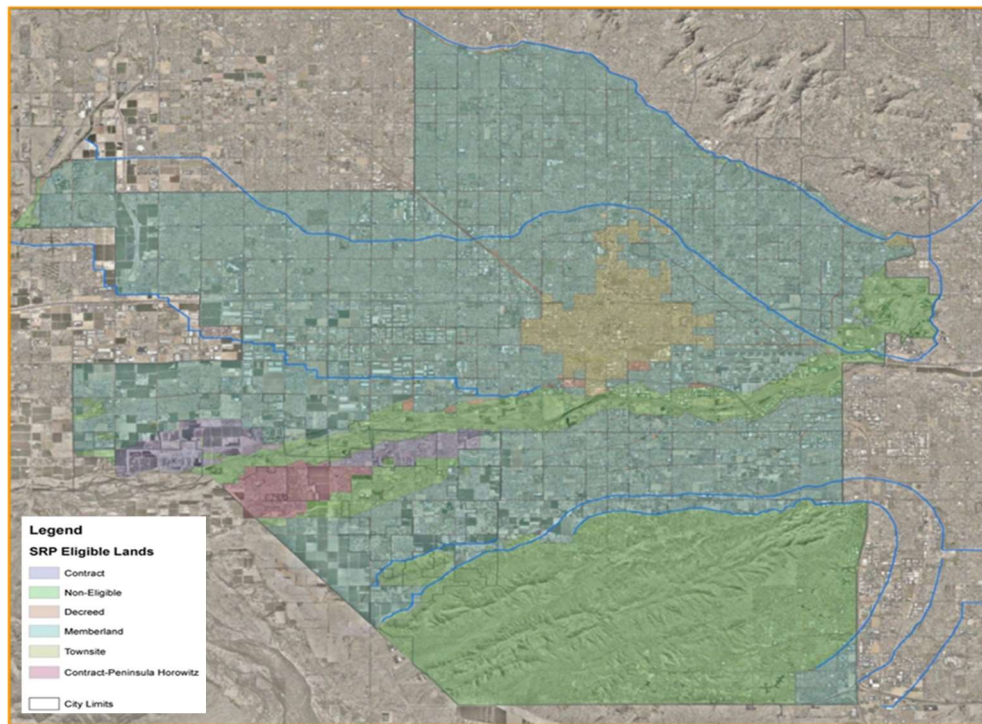 Legend
SRP Eligible Lands
Contract
Non-Eligible
Decreed
Memberland
Townsite
Contract-Peninsula Horowitz
City Limits